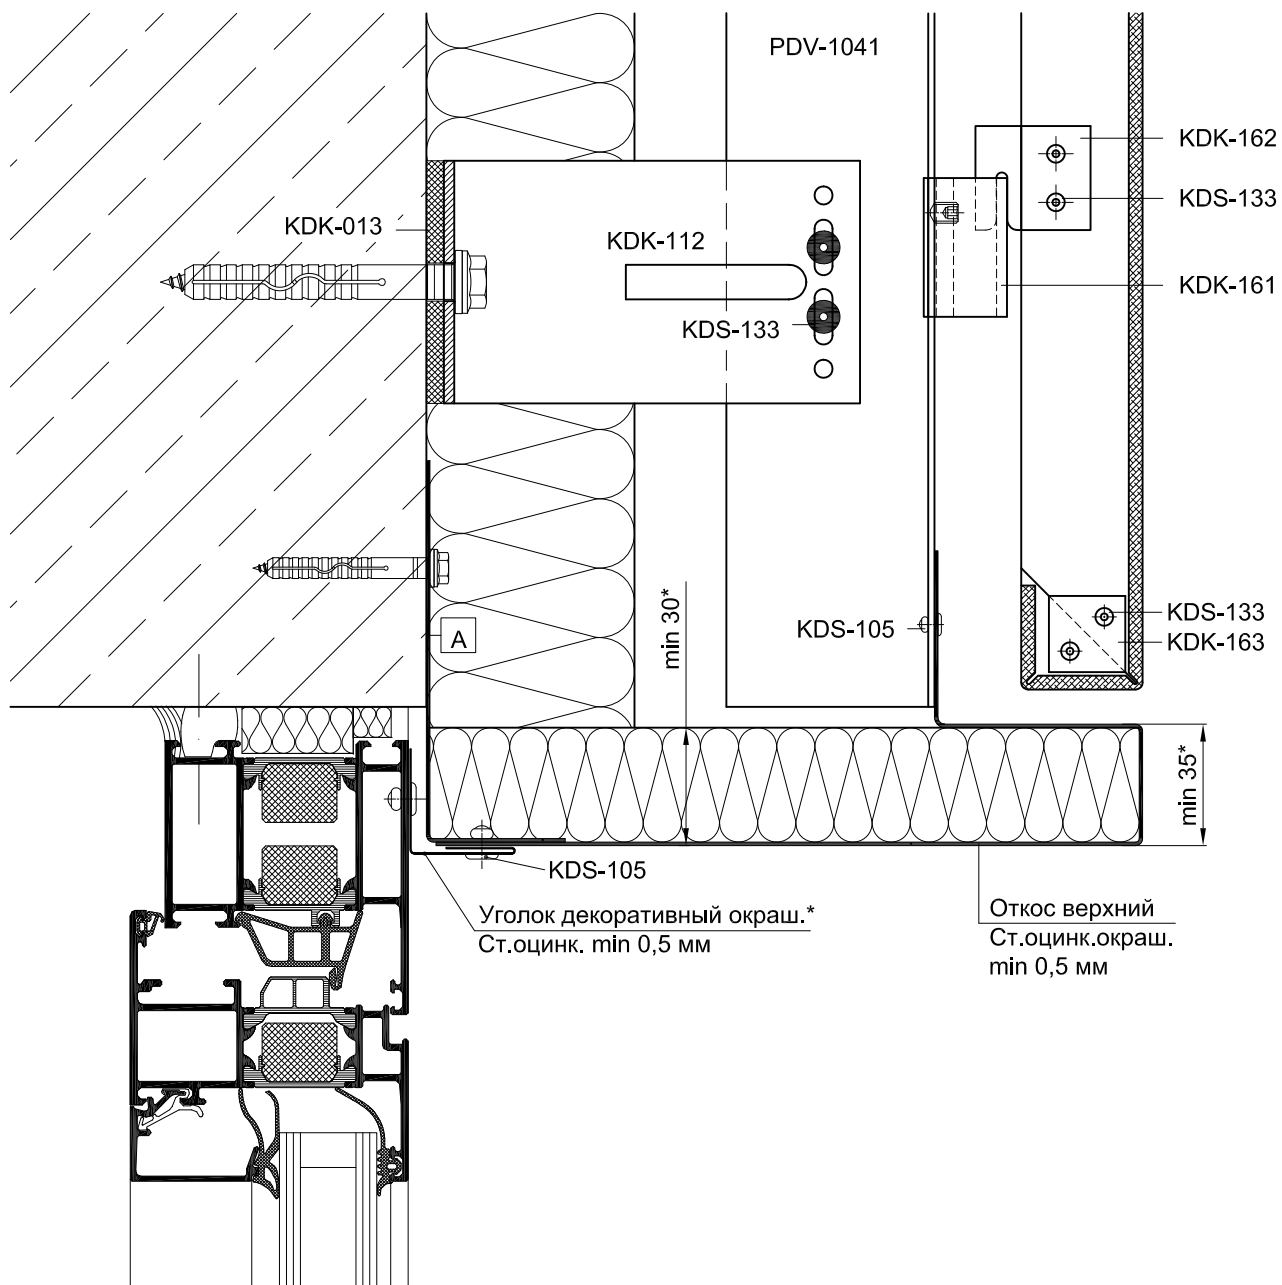 PDV-1041
KDK-162
KDS-133
KDK-013
KDK-112
KDK-161
KDS-133
min 30*
KDS-105
KDS-133
KDK-163
A
min 35*
KDS-105
Уголок декоративный окраш.*
Ст.оцинк. min 0,5 мм
Откос верхний
Ст.оцинк.окраш.
min 0,5 мм